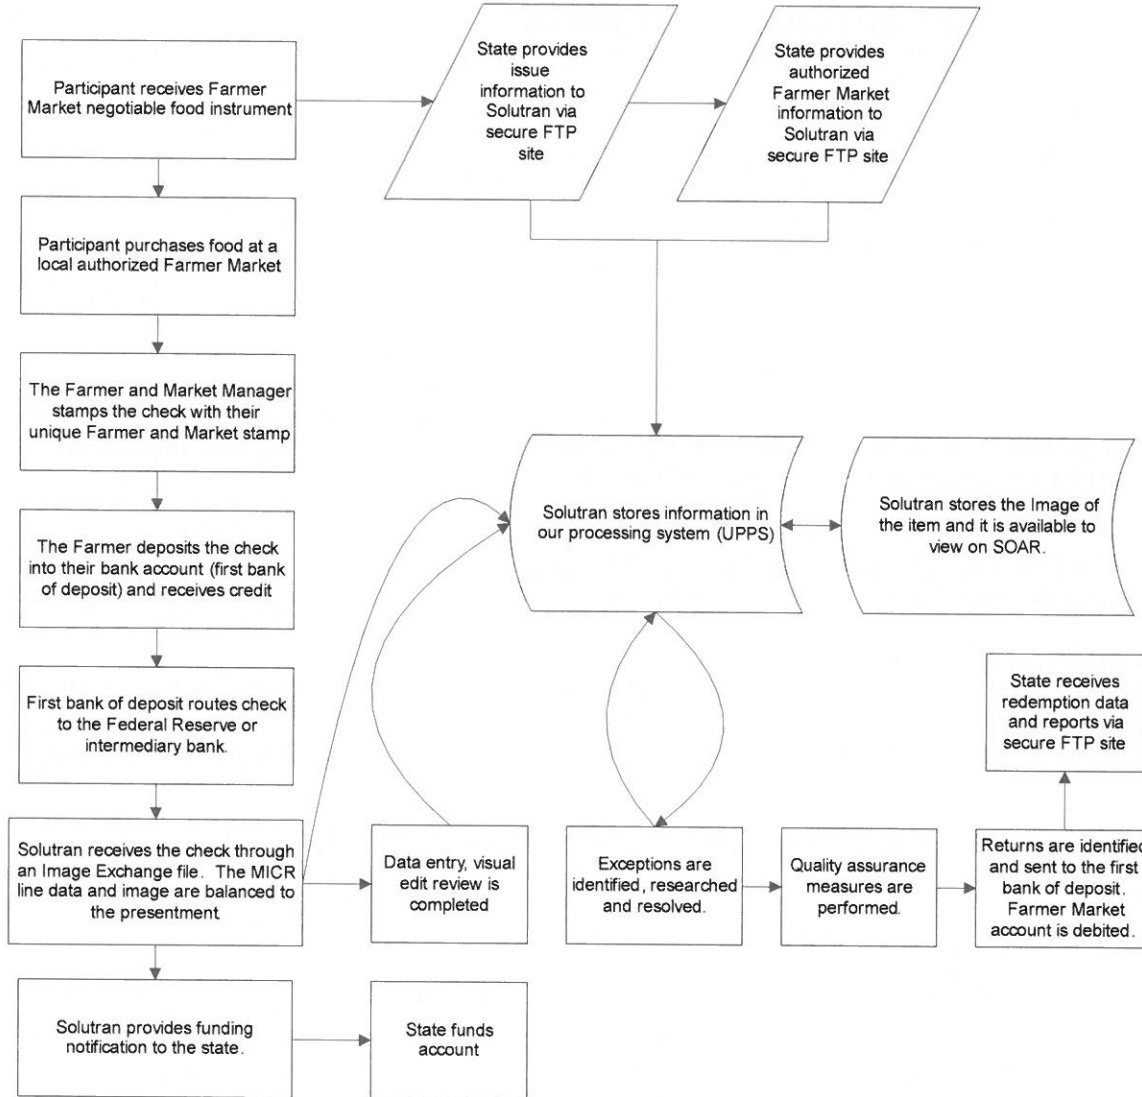 Participant receives Farmer
Market negotiable food instrument
State provides
issue
information to
Solutran via
secure FTP
site
State provides
authorized
Farmer Market
information to
Solutran via
secure FTP site
Participant purchases food at a
local authorized Farmer Market
The Farmer and Market Manager
stamps the check with their
unique Farmer and Market stamp
The Farmer deposits the check
into their bank account (first bank
of deposit) and receives credit
First bank of deposit routes check
to the Federal Reserve or
intermediary bank.
Solutran receives the check through
an Image Exchange file. The MICR
line data and image are balanced to
the presentment
Solutran provides funding
notification to the state.
State funds
account
Data entry, visual
edit review is
completed
Solutran stores information in
our processing system (UPPS)
Solutran stores the Image of
the item and it is available to
view on SOAR.
Exceptions are
identified, researched
and resolved.
Quality assurance
measures are
performed.
Returns are identified
and sent to the first
bank of deposit.
Farmer Market
account is debited.
State receives
redemption data
and reports via
secure FTP site